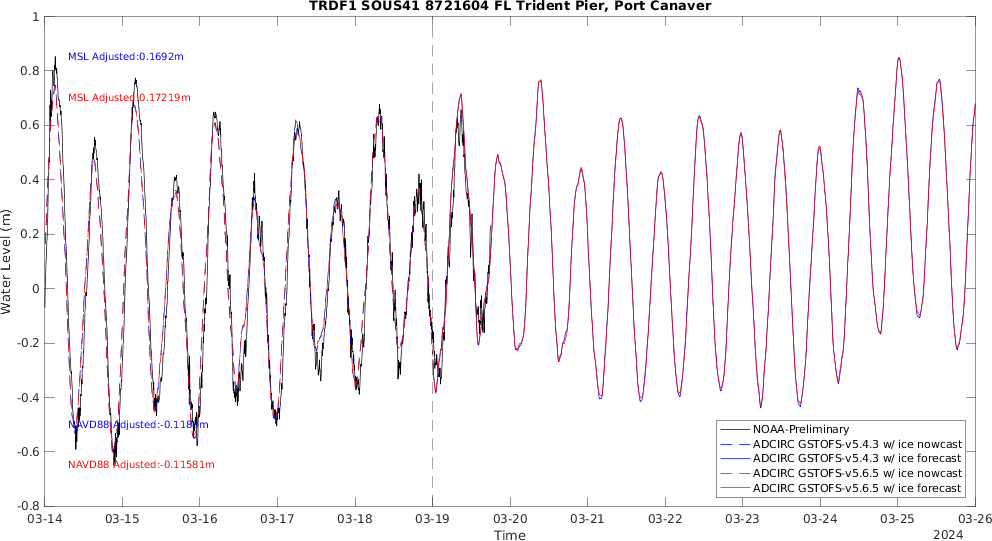 TRDF1 SOUS41 8721604 FL Trident Pier, Port Canaver
1
0.8
0.6
0.4
0.2
0
-0.2
-0.4
-0.6
-0.8
Water Level (m)
MSL Adjusted:0.1692m
MSL Adjusted:0.17219m
NAVD88 Adjusted:-0.1188m
NAVD88 Adjusted:-0.11581m
NOAA-Preliminary
ADCIRC GSTOFS-v5.4.3 w/ ice nowcast
ADCIRC GSTOFS-v5.4.3 w/ ice forecast
ADCIRC GSTOFS-v5.6.5 w/ ice nowcast
ADCIRC GSTOFS-v5.6.5 w/ ice forecast
03-14 03-15 03-16 03-17 03-18 03-19 03-20 03-21 03-22 03-23 03-24 03-25 03-26
Time
2024